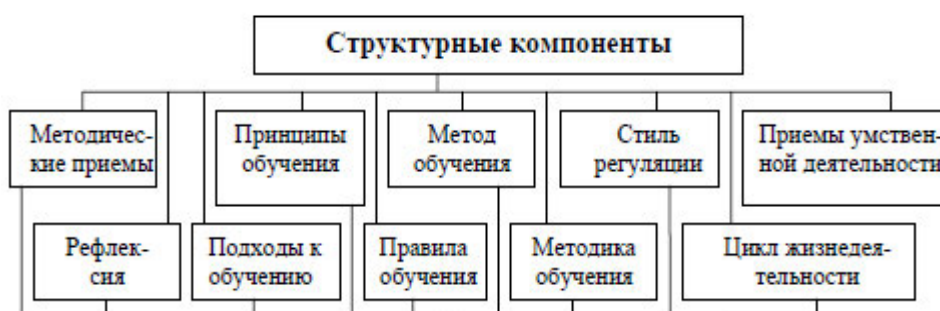 Структурные компоненты
Методичес-
кие приемы
Принципы
обучения
Метод
обучения
Стиль
регуляции
Приемы умствен-
ной деятельности
Рефлек-
сия
Подходы к
обучению
Правила
обучения
Методика
обучения
Цикл жизнедея-
тельности